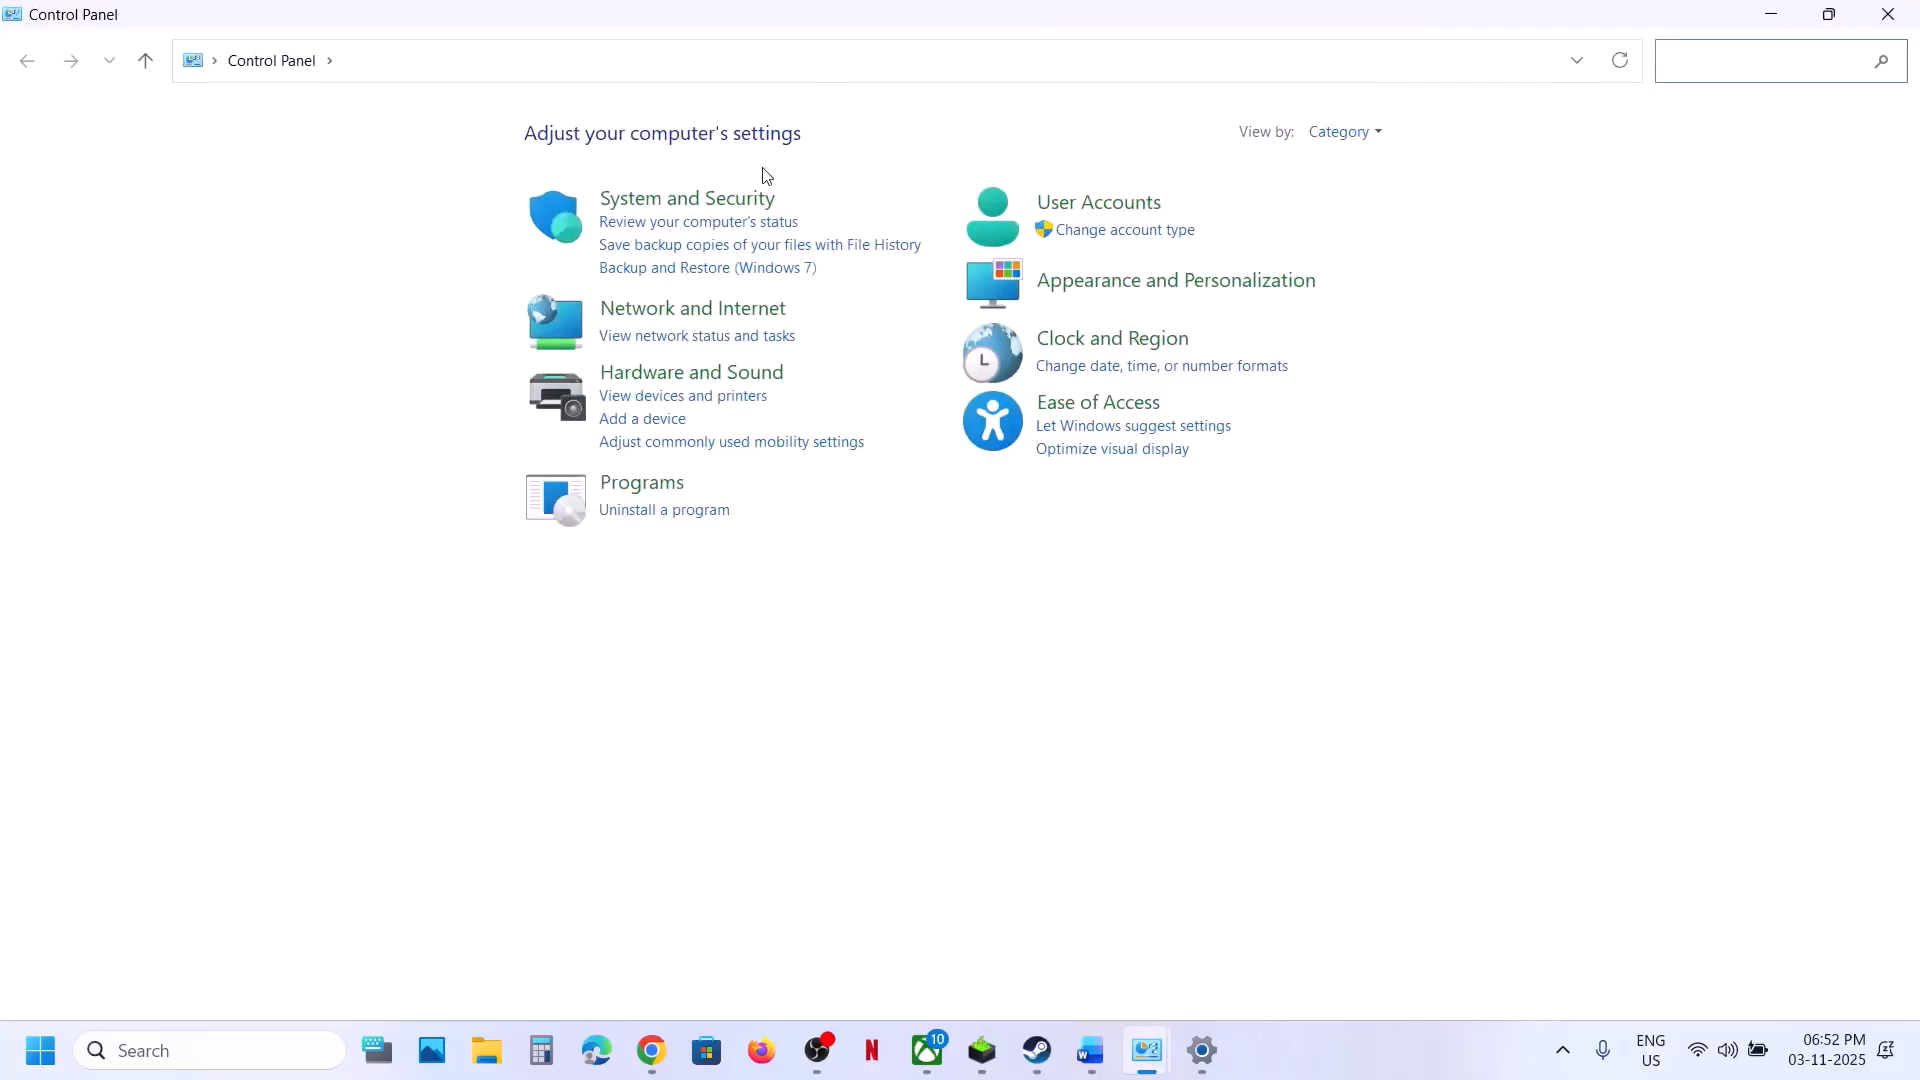 Control Panel
Control Panel
Adjust your computer's settings
View by: Category
System and Security
Review your computer's status
Save backup copies of your files with File History
Backup and Restore (Windows 7)
Network and Internet
View network status and tasks
Hardware and Sound
View devices and printers
Add a device
Adjust commonly used mobility settings
Programs
Uninstall a program
User Accounts
Change account type
Appearance and Personalization
Clock and Region
Change date, time, or number formats
Ease of Access
Let Windows suggest settings
Optimize visual display
Search
N
10
W
ENG
US
06:52 PM
03-11-2025